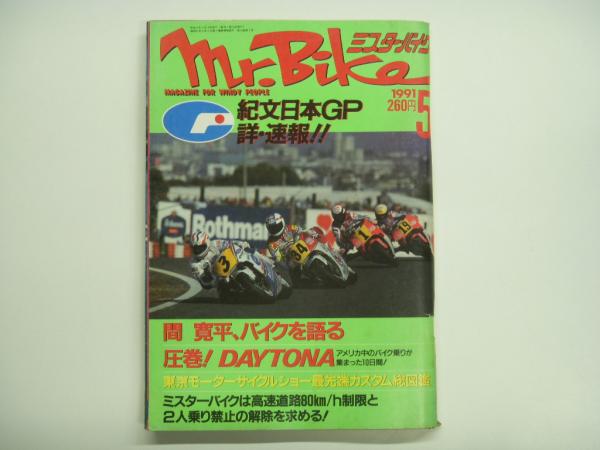 Mr.Bike ミスターバイク
MAGAZINE FOR WINDY PEOPLE
1991
260円
5
紀文日本GP
詳・速報!!
Rothman
3
34
1
19
間 寛平、バイクを語る
圧巻! DAYTONA アメリカ中のバイク乗りが
集まった10日間!
東京モーターサイクルショー最先端カスタム総図鑑
ミスターバイクは高速道路80km/h制限と
2人乗り禁止の解除を求める!